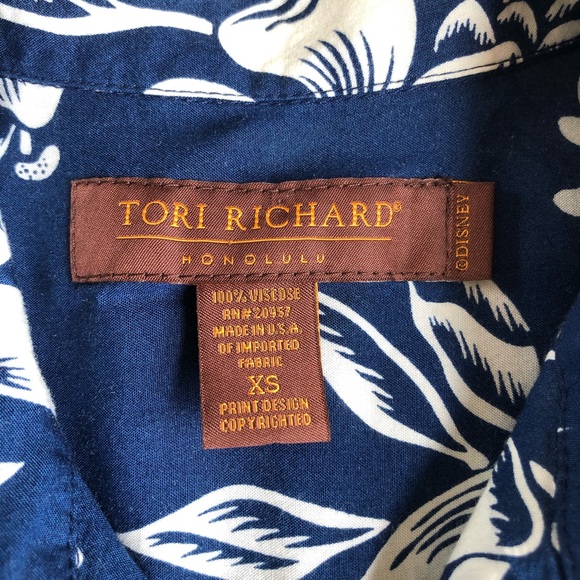 TORI RICHARD®
HONOLULU
©DISNEY
100% VISCOSE
RN#20957
MADE IN U.S.A.
OF IMPORTED
FABRIC
XS
PRINT DESIGN
COPYRIGHTED